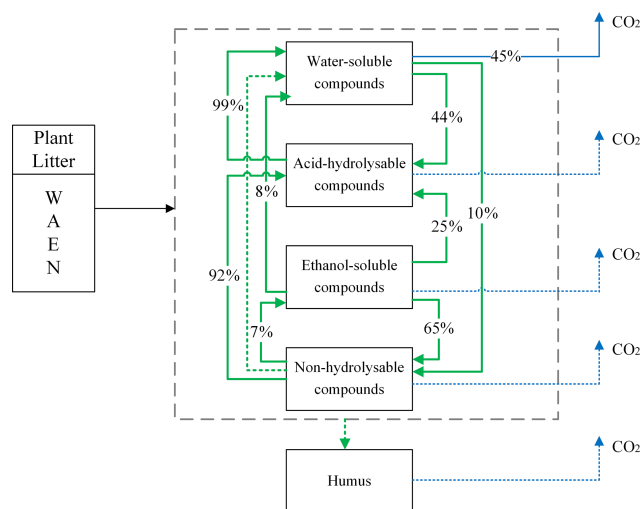 CO2
Water-soluble
compounds
45%
99%
44%
Plant
Litter
W
A
E
N
CO2
Acid-hydrolysable
compounds
8%
10%
25%
CO2
Ethanol-soluble
compounds
92%
7%
65%
CO2
Non-hydrolysable
compounds
CO2
Humus